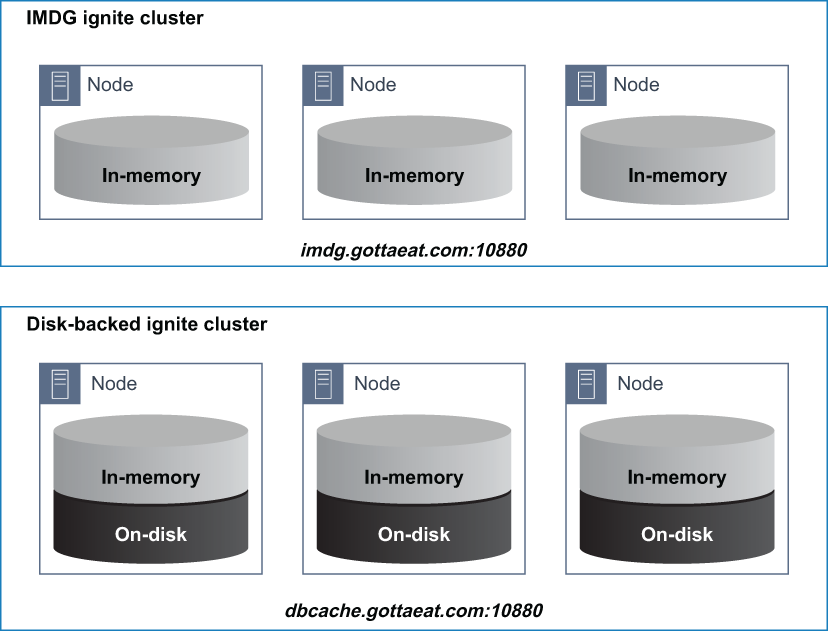 IMDG ignite cluster
Node
Node
Node
In-memory
In-memory
In-memory
imdg.gottaeat.com:10880
Disk-backed ignite cluster
Node
Node
Node
In-memory
In-memory
In-memory
On-disk
On-disk
On-disk
dbcache.gottaeat.com:10880